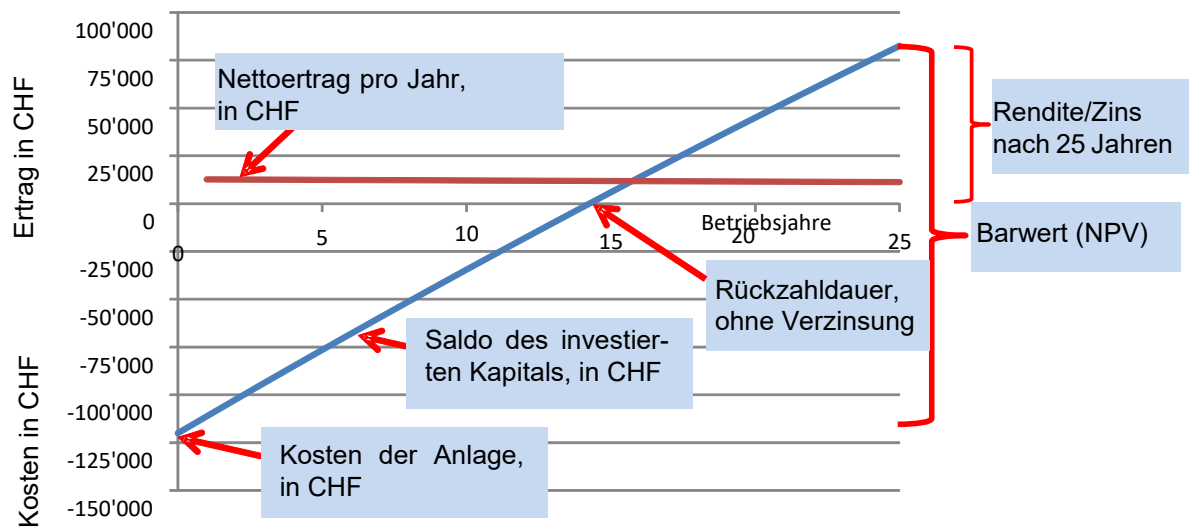 100'000
75'000
50'000
25'000
0
-25'000
-50'000
-75'000
-100'000
-125'000
-150'000
Ertrag in CHF
Kosten in CHF
Nettoertrag pro Jahr,
in CHF
Rendite/Zins
nach 25 Jahren
Betriebsjahre
0
5
10
15
20
25
Barwert (NPV)
Rückzahldauer,
ohne Verzinsung
Saldo des investier-
ten Kapitals, in CHF
Kosten der Anlage,
in CHF